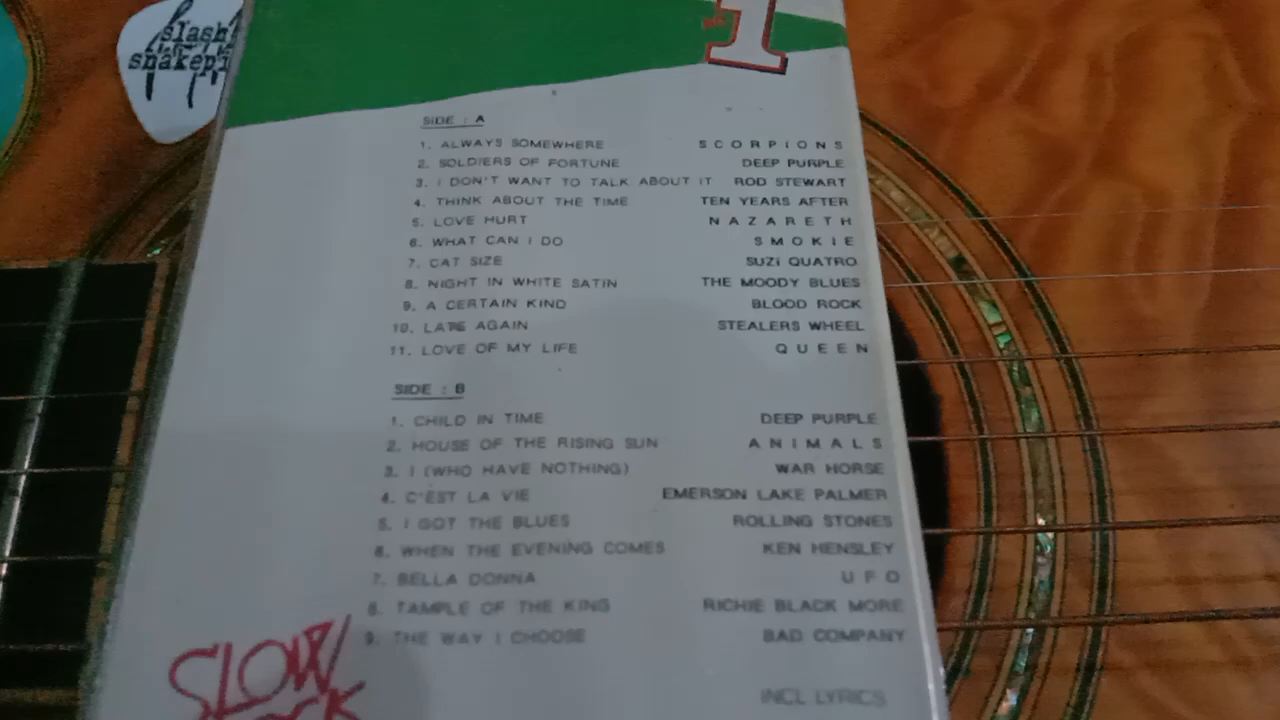 slash
snakepi
1
SIDE : A
1. ALWAYS SOMEWHERE SCORPIONS
2. SOLDIERS OF FORTUNE DEEP PURPLE
3. I DON'T WANT TO TALK ABOUT IT ROD STEWART
4. THINK ABOUT THE TIME TEN YEARS AFTER
5. LOVE HURT NAZARETH
6. WHAT CAN I DO SMOKIE
7. CAT SIZE SUZI QUATRO
8. NIGHT IN WHITE SATIN THE MOODY BLUES
9. A CERTAIN KIND BLOOD ROCK
10. LATE AGAIN STEALERS WHEEL
11. LOVE OF MY LIFE QUEEN
SIDE : B
1. CHILD IN TIME DEEP PURPLE
2. HOUSE OF THE RISING SUN ANIMALS
3. I (WHO HAVE NOTHING) WAR HORSE
4. C'EST LA VIE EMERSON LAKE PALMER
5. I GOT THE BLUES ROLLING STONES
6. WHEN THE EVENING COMES KEN HENSLEY
7. BELLA DONNA UFO
8. TAMPLE OF THE KING RICHIE BLACK MORE
9. THE WAY I CHOOSE BAD COMPANY
SLOW
INCL LYRICS